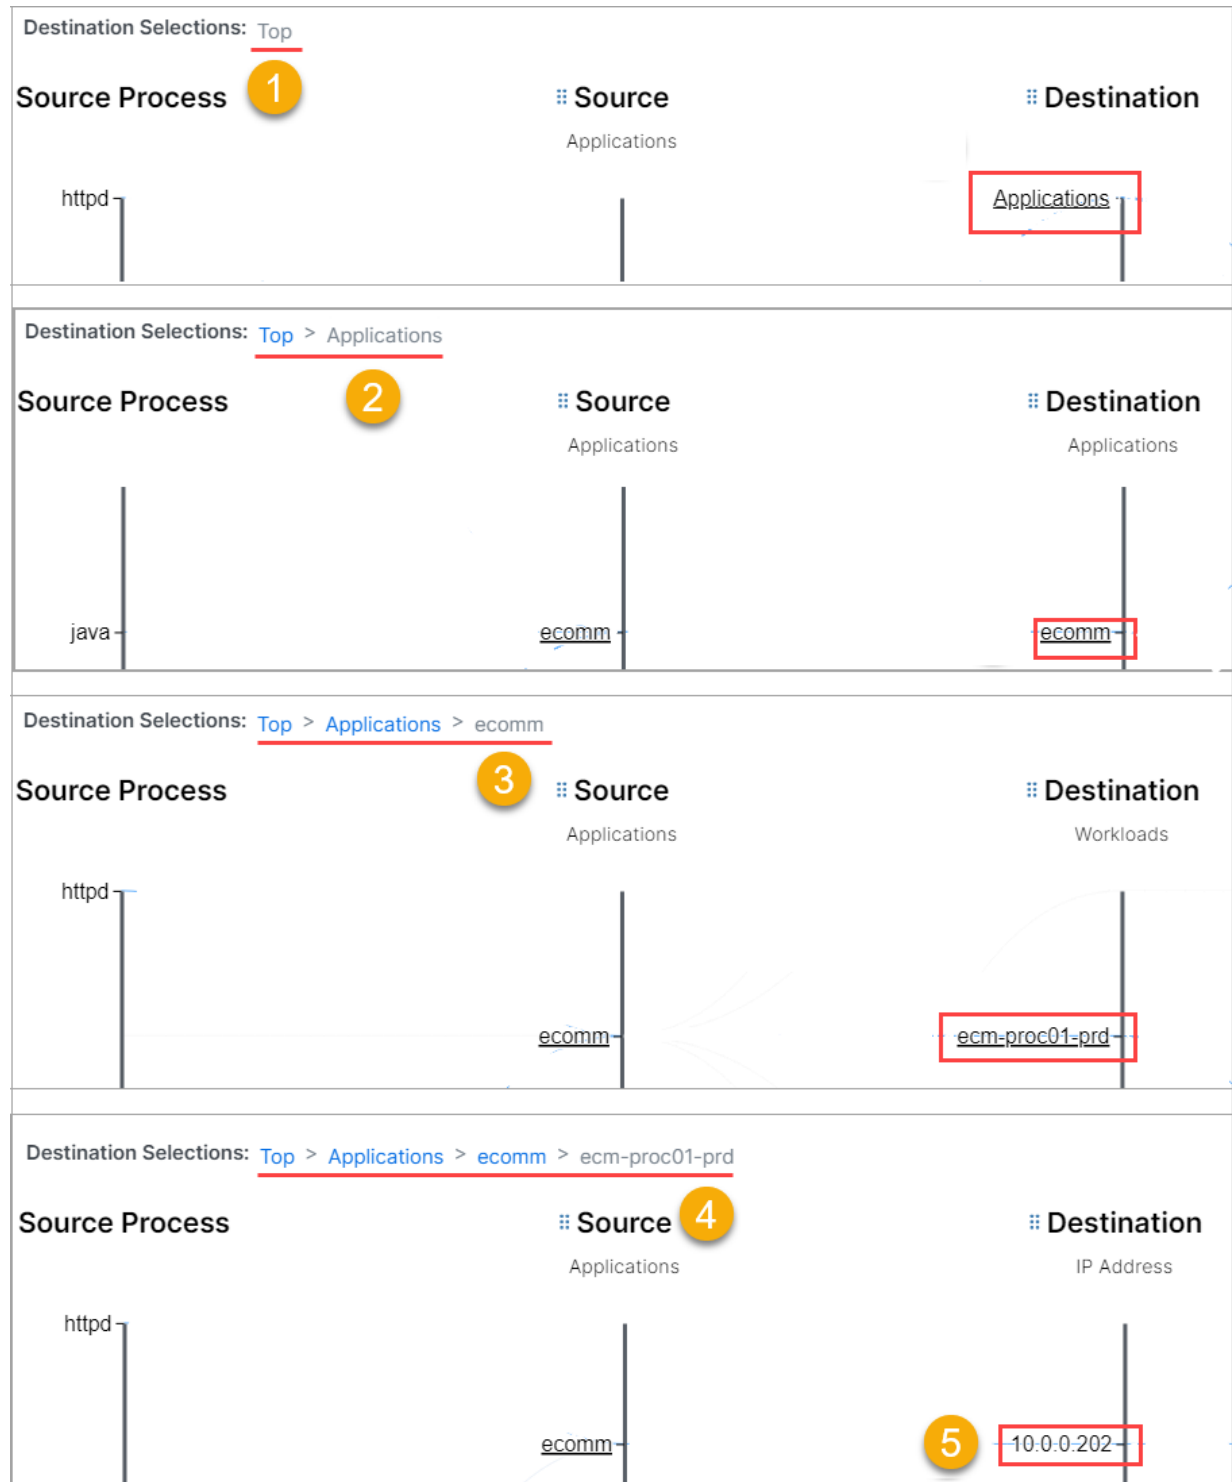 Destination Selections: Top
1
Source Process Source Destination
Applications
httpd Applications
Destination Selections: Top > Applications
2
Source Process Source Destination
Applications Applications
java ecomm ecomm
Destination Selections: Top > Applications > ecomm
3
Source Process Source Destination
Applications Workloads
httpd
ecomm ecm-proc01-prd
Destination Selections: Top > Applications > ecomm > ecm-proc01-prd
Source Process Source 4 Destination
Applications IP Address
httpd
ecomm 5 10.0.0.202